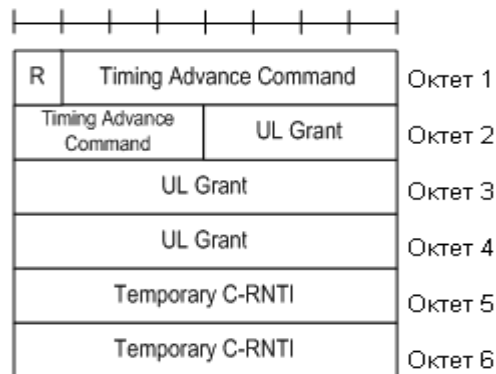 R Timing Advance Command Октет 1
Timing Advance
Command UL Grant Октет 2
UL Grant Октет 3
UL Grant Октет 4
Temporary C-RNTI Октет 5
Temporary C-RNTI Октет 6